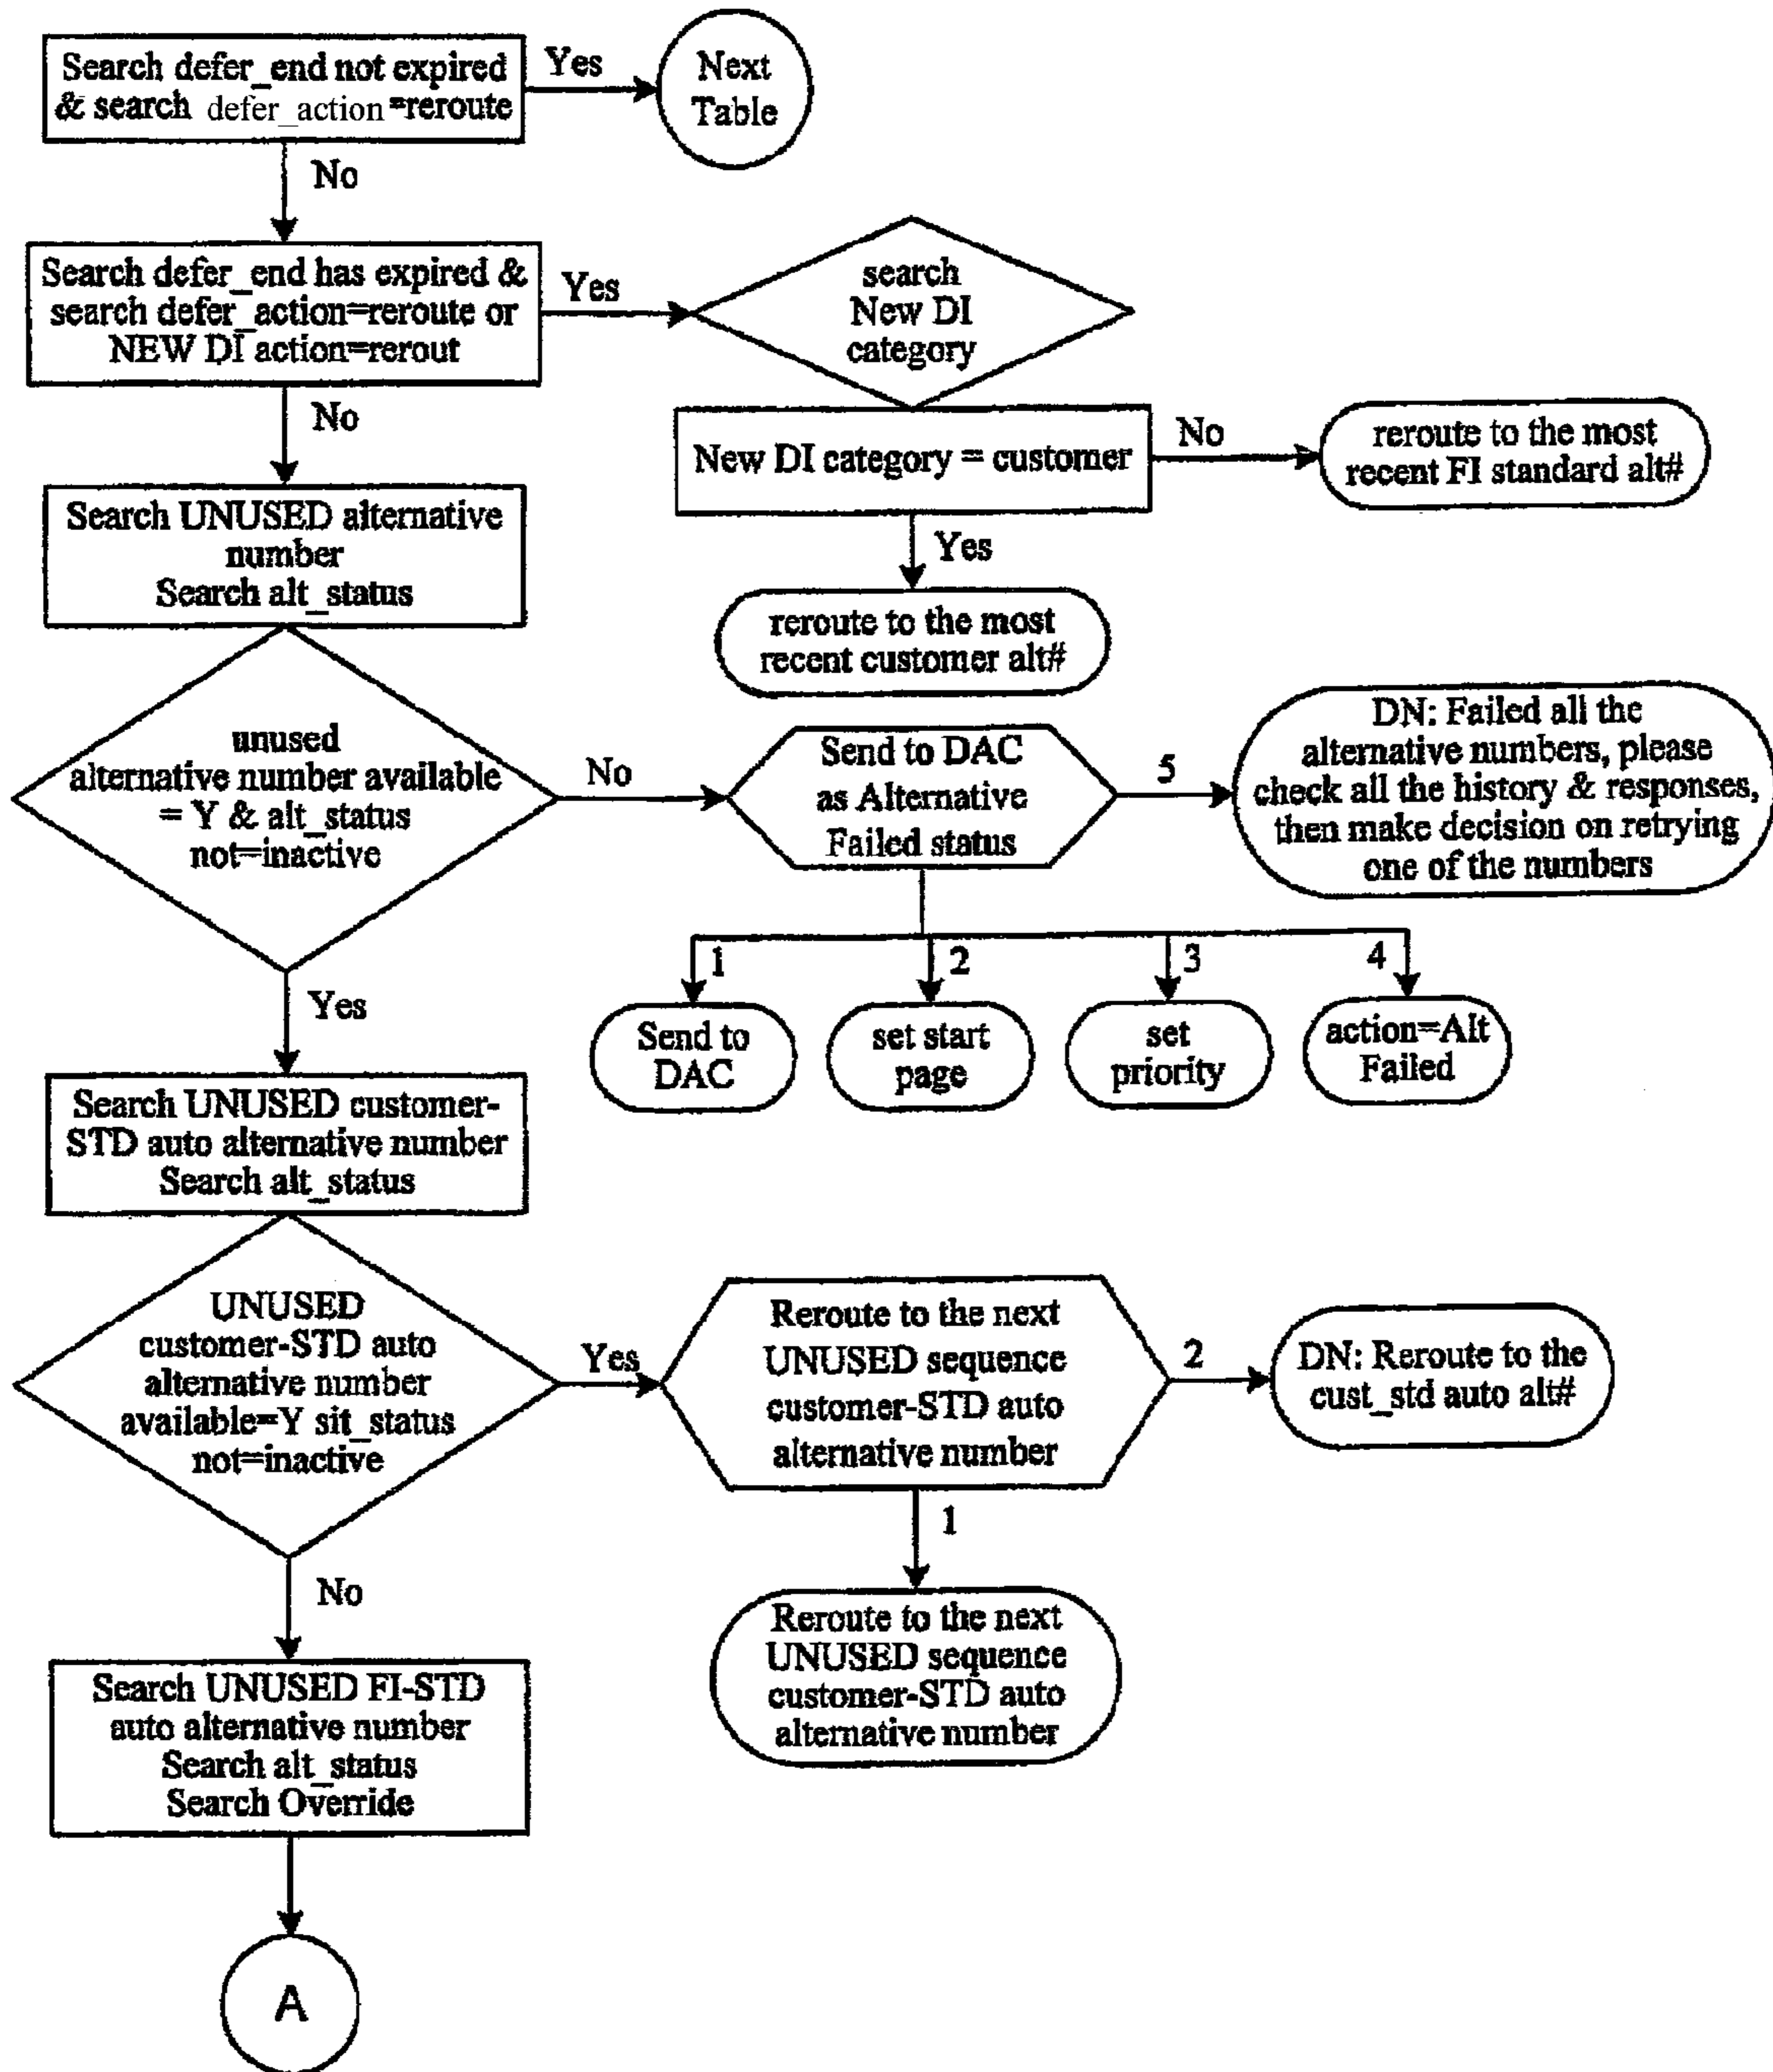 Search defer_end not expired
& search defer_action=reroute
Yes
Next
Table
No
Search defer_end has expired &
search defer_action=reroute or
NEW DI action=rerout
Yes
search
New DI
category
No
New DI category = customer
No
reroute to the most
recent FI standard alt#
Yes
reroute to the most
recent customer alt#
Search UNUSED alternative
number
Search alt_status
unused
alternative number available
= Y & alt_status
not=inactive
No
Send to DAC
as Alternative
Failed status
5
DN: Failed all the
alternative numbers, please
check all the history & responses,
then make decision on retrying
one of the numbers
1
2
3
4
Send to
DAC
set start
page
set
priority
action=Alt
Failed
Yes
Search UNUSED customer-
STD auto alternative number
Search alt_status
UNUSED
customer-STD auto
alternative number
available=Y sit_status
not=inactive
Yes
Reroute to the next
UNUSED sequence
customer-STD auto
alternative number
2
DN: Reroute to the
cust_std auto alt#
1
Reroute to the next
UNUSED sequence
customer-STD auto
alternative number
No
Search UNUSED FI-STD
auto alternative number
Search alt_status
Search Override
A